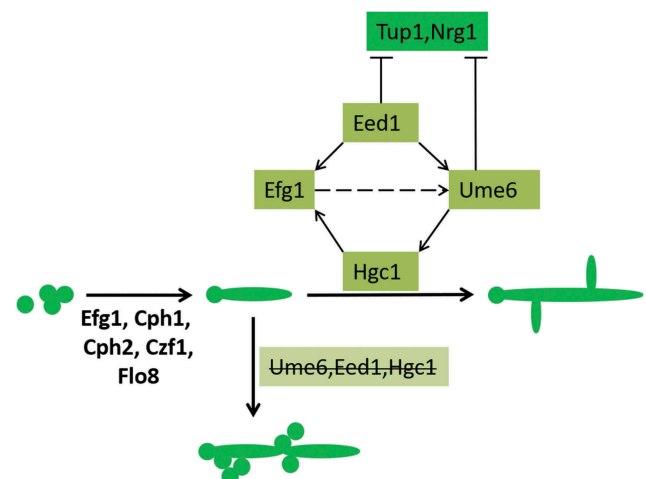 Tup1,Nrg1
Eed1
Efg1
Ume6
Hgc1
Efg1, Cph1,
Cph2, Czf1,
Flo8
Ume6,Eed1,Hgc1